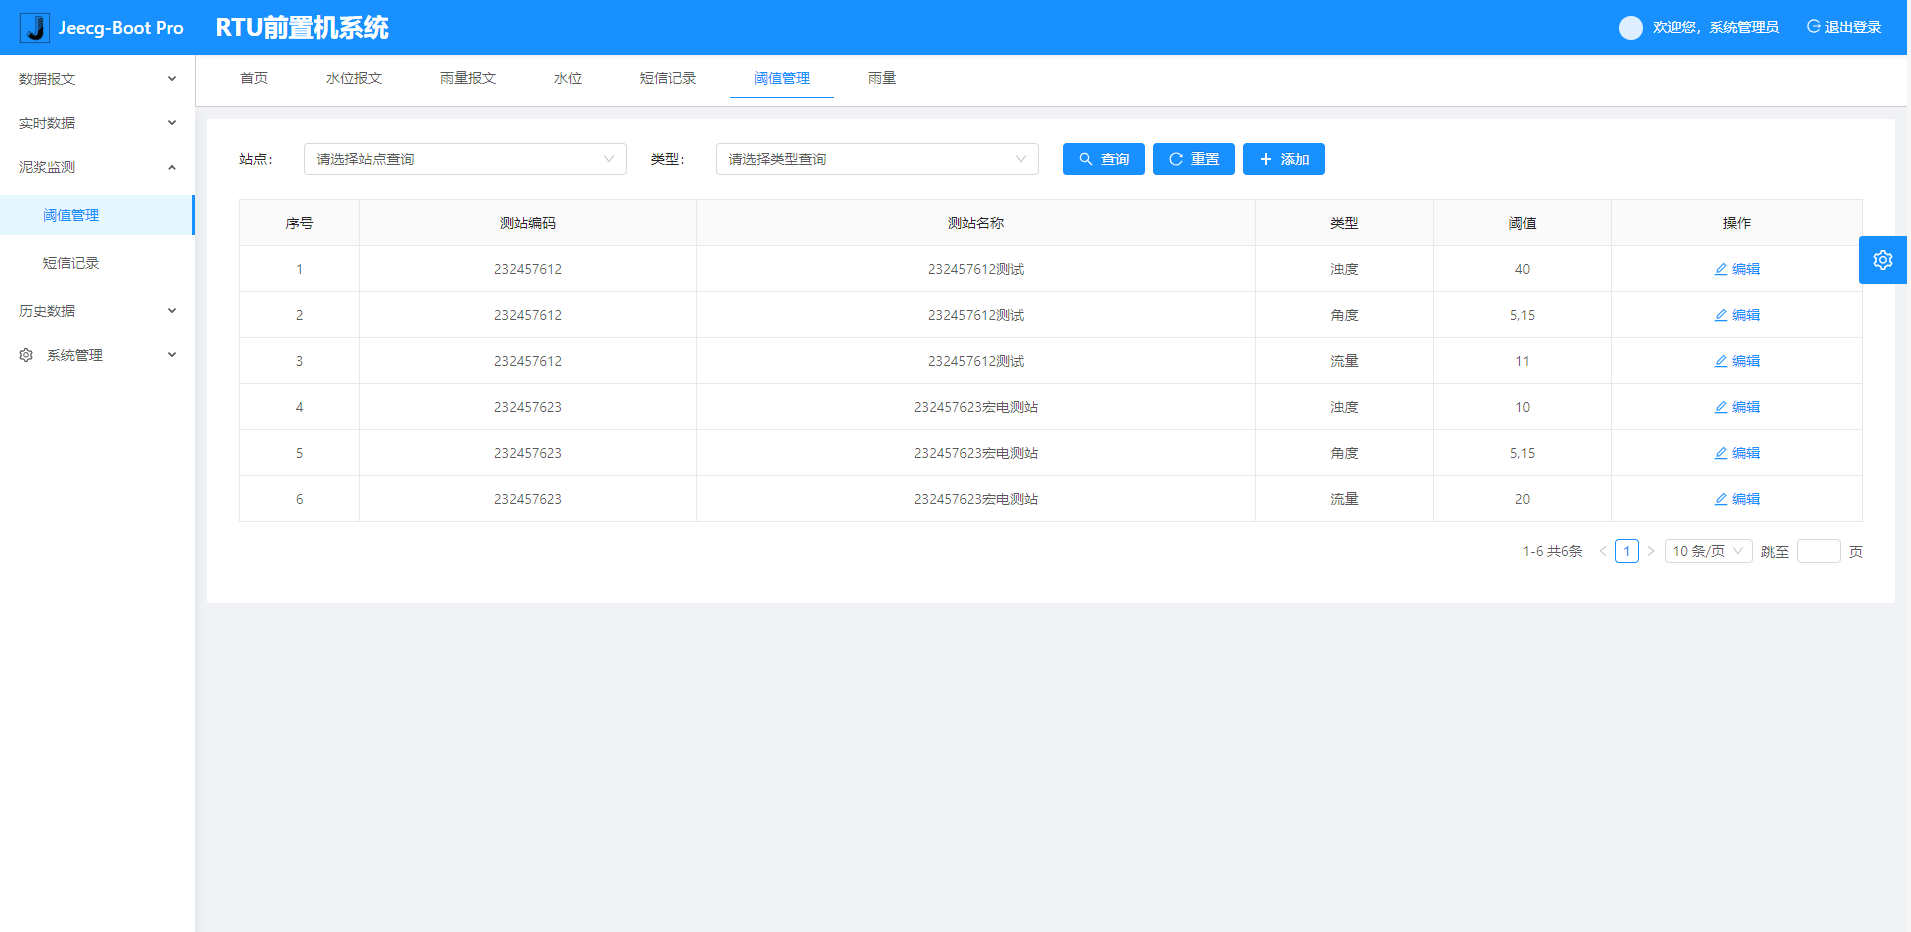 Jeecg-Boot Pro RTU前置机系统 欢迎您，系统管理员 退出登录
数据报文
实时数据
泥浆监测
阈值管理
短信记录
历史数据
系统管理
首页 水位报文 雨量报文 水位 短信记录 阈值管理 雨量
站点： 请选择站点查询 类型： 请选择类型查询 查询 重置 添加
序号 测站编码 测站名称 类型 阈值 操作
1 232457612 232457612测试 浊度 40 编辑
2 232457612 232457612测试 角度 5,15 编辑
3 232457612 232457612测试 流量 11 编辑
4 232457623 232457623宏电测站 浊度 10 编辑
5 232457623 232457623宏电测站 角度 5,15 编辑
6 232457623 232457623宏电测站 流量 20 编辑
1-6 共6条 1 10 条/页 跳至 页